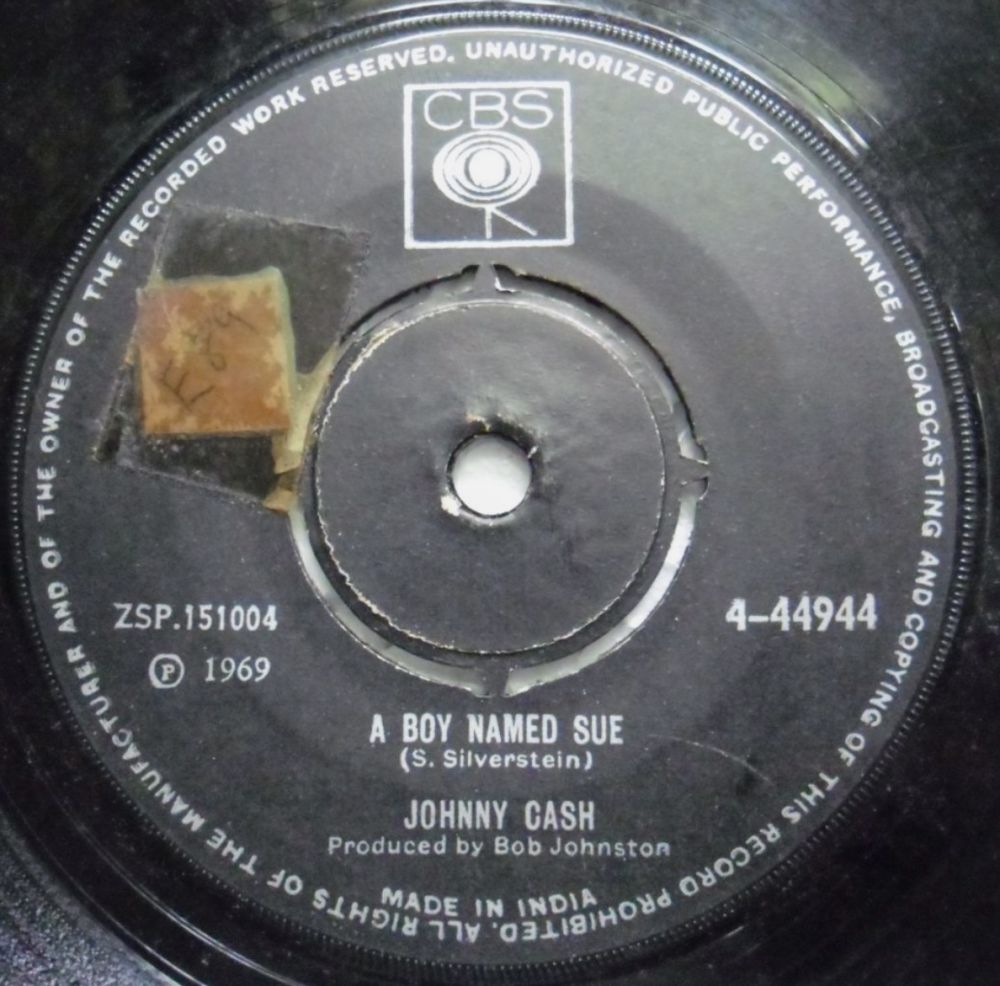 ALL RIGHTS OF THE MANUFACTURER AND OF THE OWNER OF THE RECORDED WORK RESERVED. UNAUTHORIZED PUBLIC PERFORMANCE, BROADCASTING AND COPYING OF THIS RECORD PROHIBITED.
CBS
ZSP.151004
℗ 1969
4-44944
A BOY NAMED SUE
(S. Silverstein)
JOHNNY CASH
Produced by Bob Johnston
MADE IN INDIA